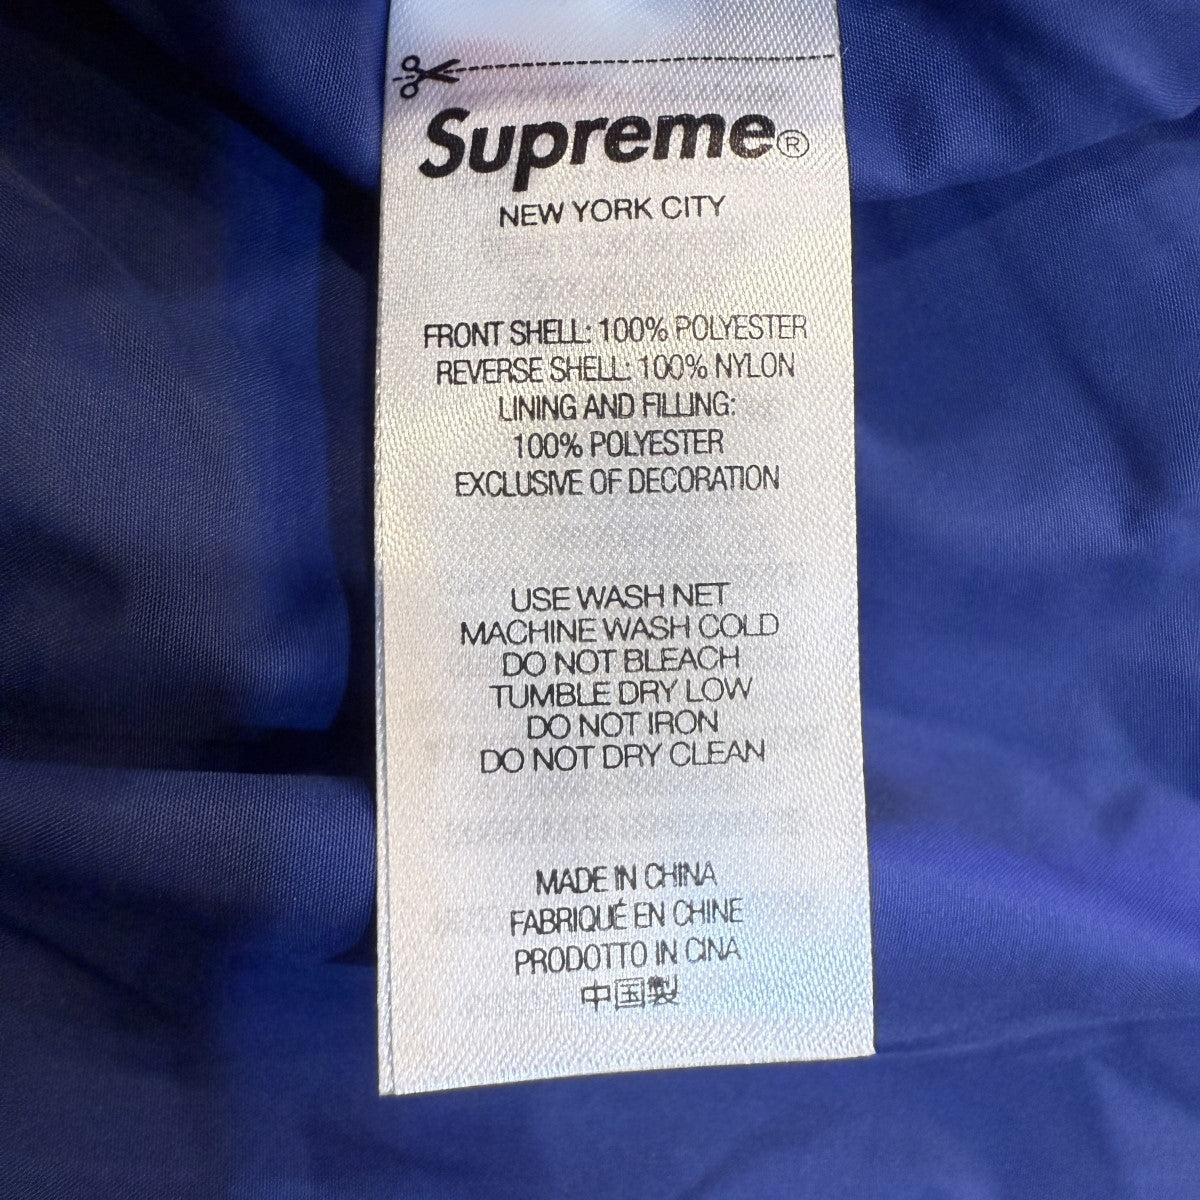 Supreme®
NEW YORK CITY
FRONT SHELL: 100% POLYESTER
REVERSE SHELL: 100% NYLON
LINING AND FILLING:
100% POLYESTER
EXCLUSIVE OF DECORATION
USE WASH NET
MACHINE WASH COLD
DO NOT BLEACH
TUMBLE DRY LOW
DO NOT IRON
DO NOT DRY CLEAN
MADE IN CHINA
FABRIQUÉ EN CHINE
PRODOTTO IN CINA
中国製